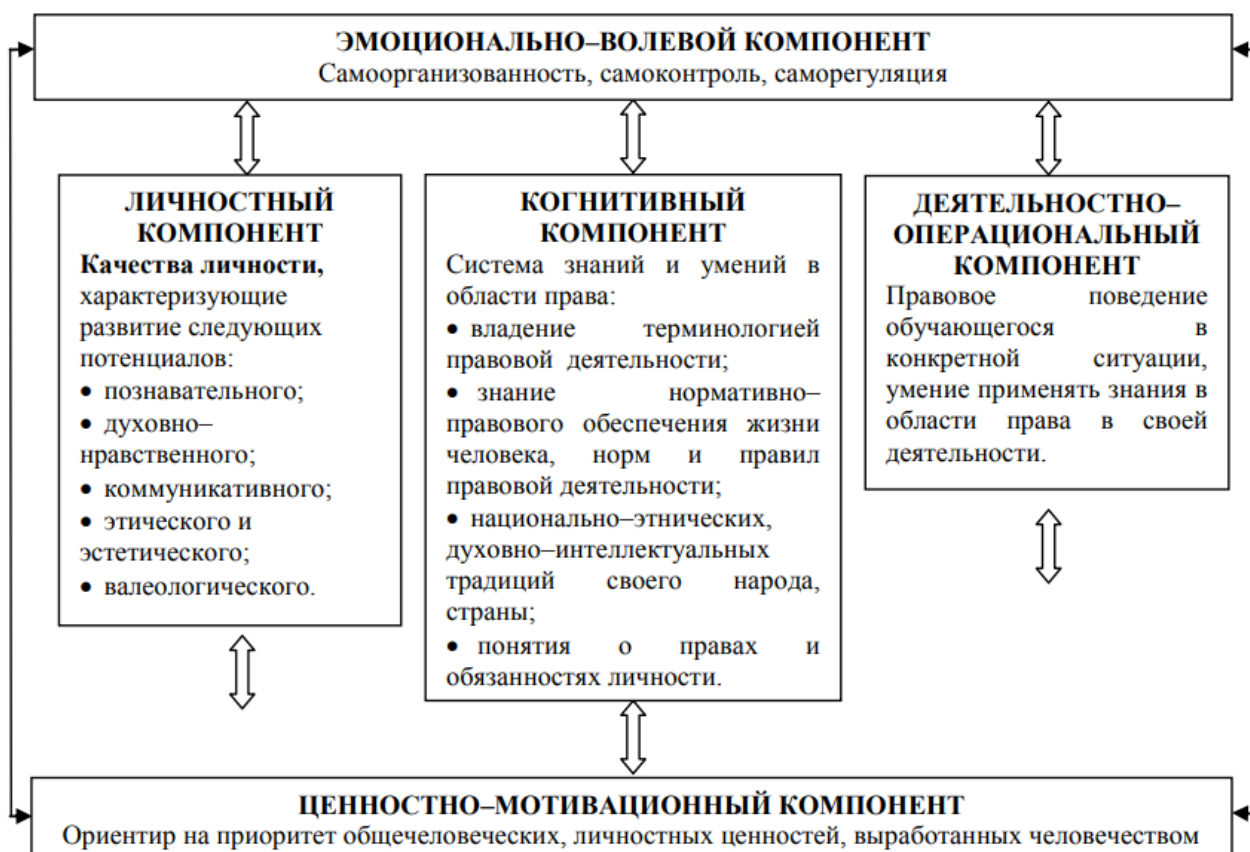 ЭМОЦИОНАЛЬНО–ВОЛЕВОЙ КОМПОНЕНТ
Самоорганизованность, самоконтроль, саморегуляция
ЛИЧНОСТНЫЙ
КОМПОНЕНТ
Качества личности,
характеризующие
развитие следующих
потенциалов:
• познавательного;
• духовно–
нравственного;
• коммуникативного;
• этического и
эстетического;
• валеологического.
КОГНИТИВНЫЙ
КОМПОНЕНТ
Система знаний и умений в
области права:
• владение терминологией
правовой деятельности;
• знание нормативно–
правового обеспечения жизни
человека, норм и правил
правовой деятельности;
• национально–этнических,
духовно–интеллектуальных
традиций своего народа,
страны;
• понятия о правах и
обязанностях личности.
ДЕЯТЕЛЬНОСТНО–
ОПЕРАЦИОНАЛЬНЫЙ
КОМПОНЕНТ
Правовое поведение
обучающегося в
конкретной ситуации,
умение применять знания в
области права в своей
деятельности.
ЦЕННОСТНО–МОТИВАЦИОННЫЙ КОМПОНЕНТ
Ориентир на приоритет общечеловеческих, личностных ценностей, выработанных человечеством